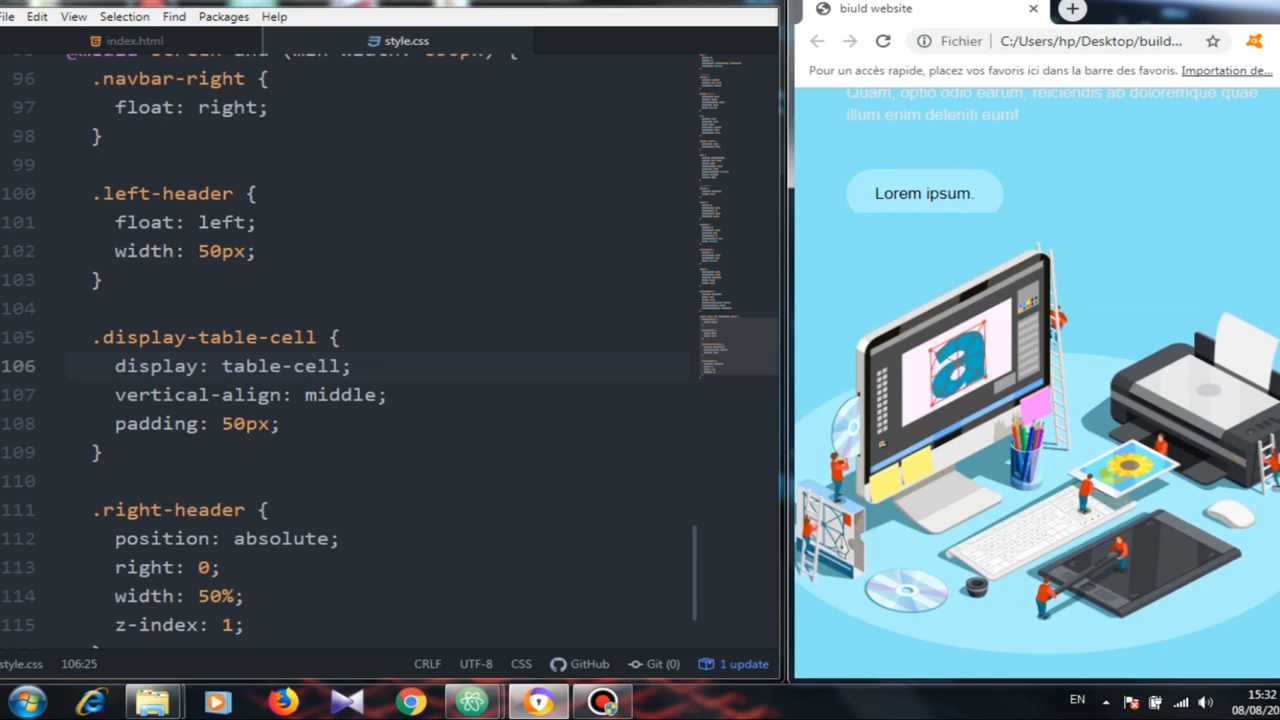 File Edit View Selection Find Packages Help
index.html
style.css
96 .navbar-right {
97 float: right;
98 }
99
100 .left-header {
101 float: left;
102 width: 50px;
103 }
104
105 .display-table-cell {
106 display: table-cell;
107 vertical-align: middle;
108 padding: 50px;
109 }
110
111 .right-header {
112 position: absolute;
113 right: 0;
114 width: 50%;
115 z-index: 1;
style.css 106:25 CRLF UTF-8 CSS GitHub Git (0) 1 update
biuld website
Fichier C:/Users/hp/Desktop/build...
Pour un accès rapide, placez vos favoris ici dans la barre des favoris. Importation de...
Quam, optio odio earum, reiciendis ab doloremque quae
illum enim deleniti eum!
Lorem ipsum.
a
EN
15:32
08/08/20